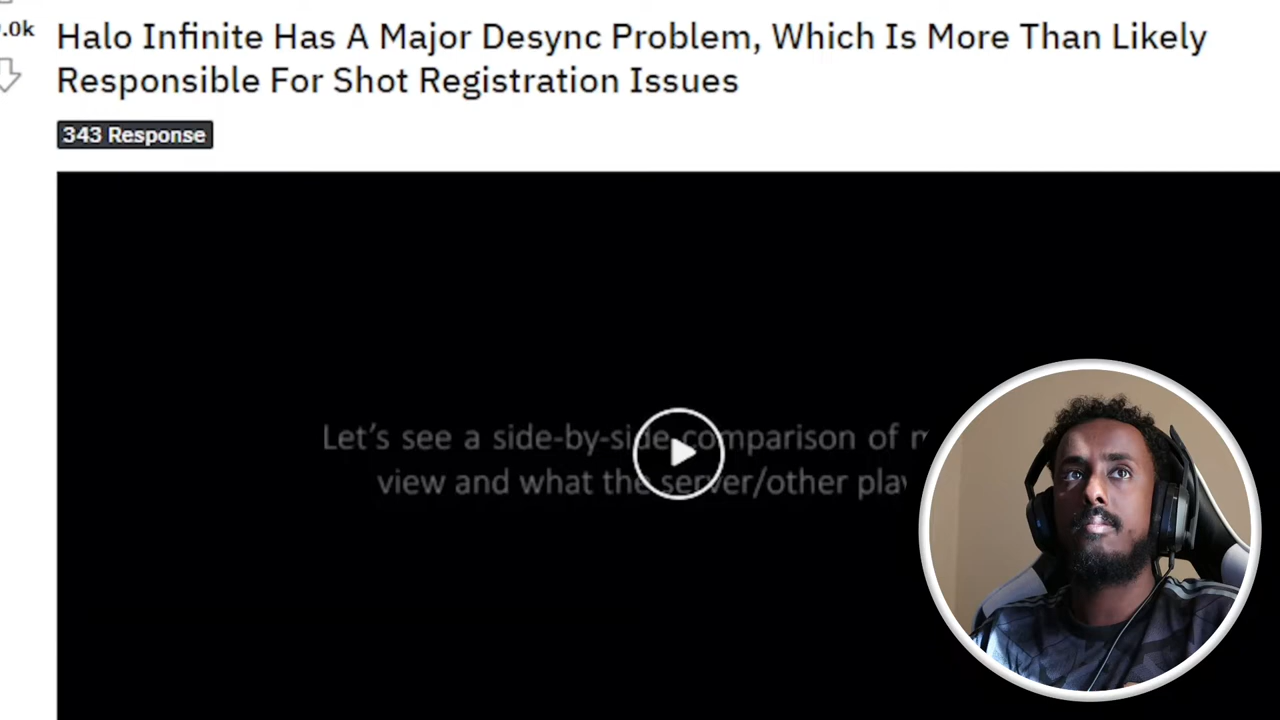 .0k
Halo Infinite Has A Major Desync Problem, Which Is More Than Likely
Responsible For Shot Registration Issues
343 Response
Let's see a side-by-side comparison of
view and what the server/other